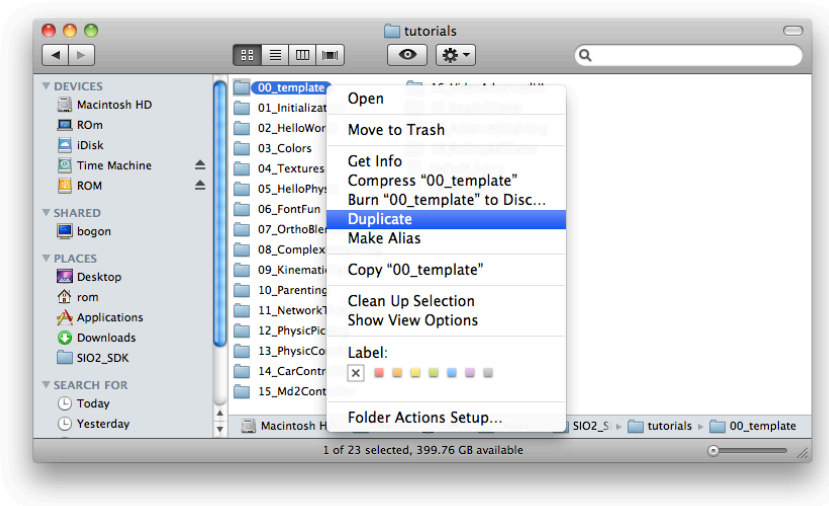 tutorials
DEVICES
Macintosh HD
ROm
iDisk
Time Machine
ROM
SHARED
bogon
PLACES
Desktop
rom
Applications
Downloads
SIO2_SDK
SEARCH FOR
Today
Yesterday
00_template
01_Initializat
02_HelloWor
03_Colors
04_Textures
05_HelloPhys
06_FontFun
07_OrthoBle
08_Complex
09_Kinemati
10_Parenting
11_NetworkT
12_PhysicPic
13_PhysicCo
14_CarContr
15_Md2Cont
Open
Move to Trash
Get Info
Compress “00_template”
Burn “00_template” to Disc...
Duplicate
Make Alias
Copy “00_template”
Clean Up Selection
Show View Options
Label:
Folder Actions Setup...
Macintosh H
SIO2_S
tutorials
00_template
1 of 23 selected, 399.76 GB available